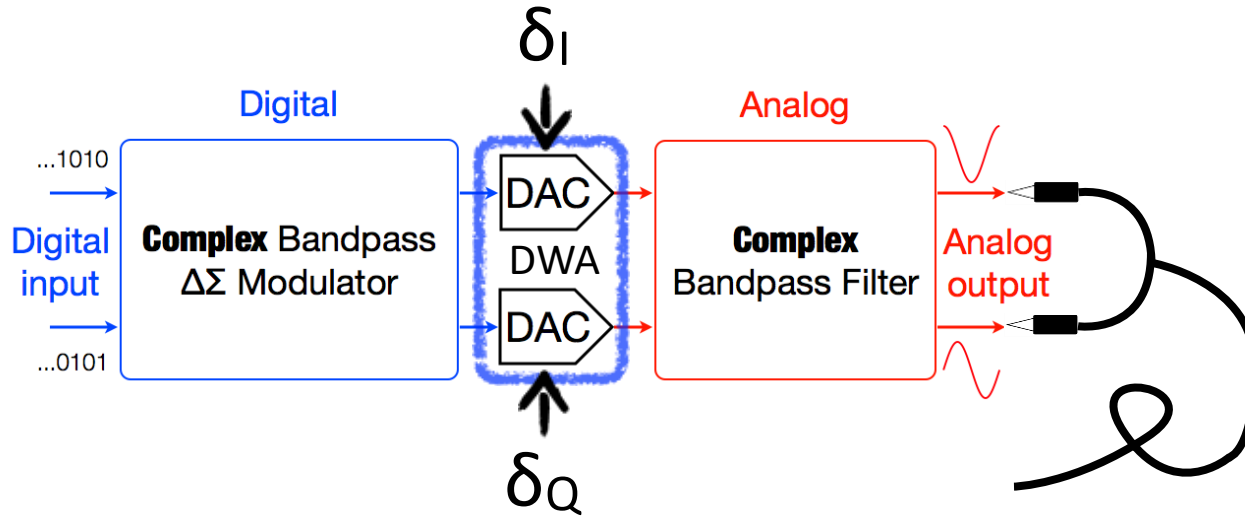 δI
Digital
Analog
...1010
DAC
Digital
input
Complex Bandpass
ΔΣ Modulator
DWA
Complex
Bandpass Filter
Analog
output
DAC
...0101
δQ